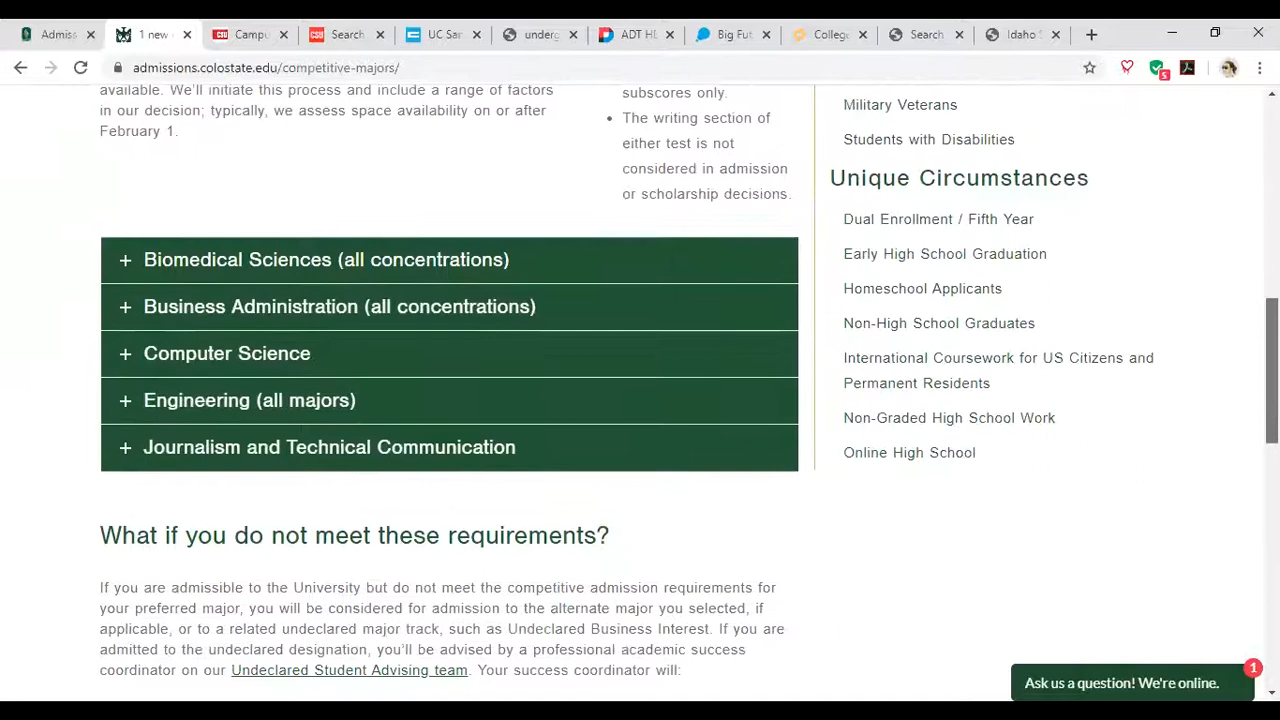 Admiss
1 new
Campu
Search
UC San
underg
ADT HE
Big Fut
College
Search
Idaho S
admissions.colostate.edu/competitive-majors/
5
available. We'll initiate this process and include a range of factors
in our decision; typically, we assess space availability on or after
February 1.
subscores only.
• The writing section of
either test is not
considered in admission
or scholarship decisions.
Military Veterans
Students with Disabilities
Unique Circumstances
Dual Enrollment / Fifth Year
Early High School Graduation
Homeschool Applicants
Non-High School Graduates
International Coursework for US Citizens and
Permanent Residents
Non-Graded High School Work
Online High School
+ Biomedical Sciences (all concentrations)
+ Business Administration (all concentrations)
+ Computer Science
+ Engineering (all majors)
+ Journalism and Technical Communication
What if you do not meet these requirements?
If you are admissible to the University but do not meet the competitive admission requirements for
your preferred major, you will be considered for admission to the alternate major you selected, if
applicable, or to a related undeclared major track, such as Undeclared Business Interest. If you are
admitted to the undeclared designation, you'll be advised by a professional academic success
coordinator on our Undeclared Student Advising team. Your success coordinator will:
Ask us a question! We're online.
1